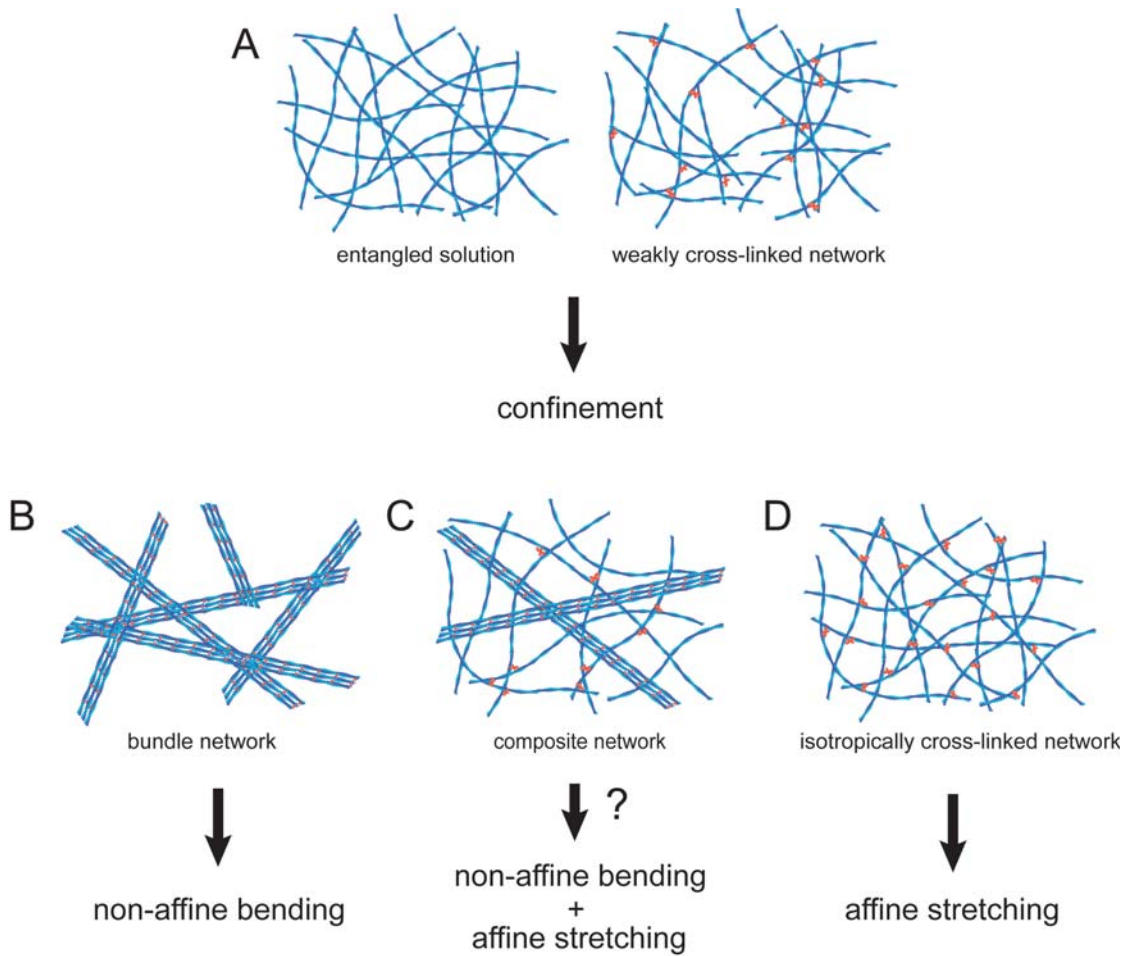 A
entangled solution
weakly cross-linked network
confinement
B
C
D
bundle network
composite network
isotropically cross-linked network
?
non-affine bending
non-affine bending
+
affine stretching
affine stretching